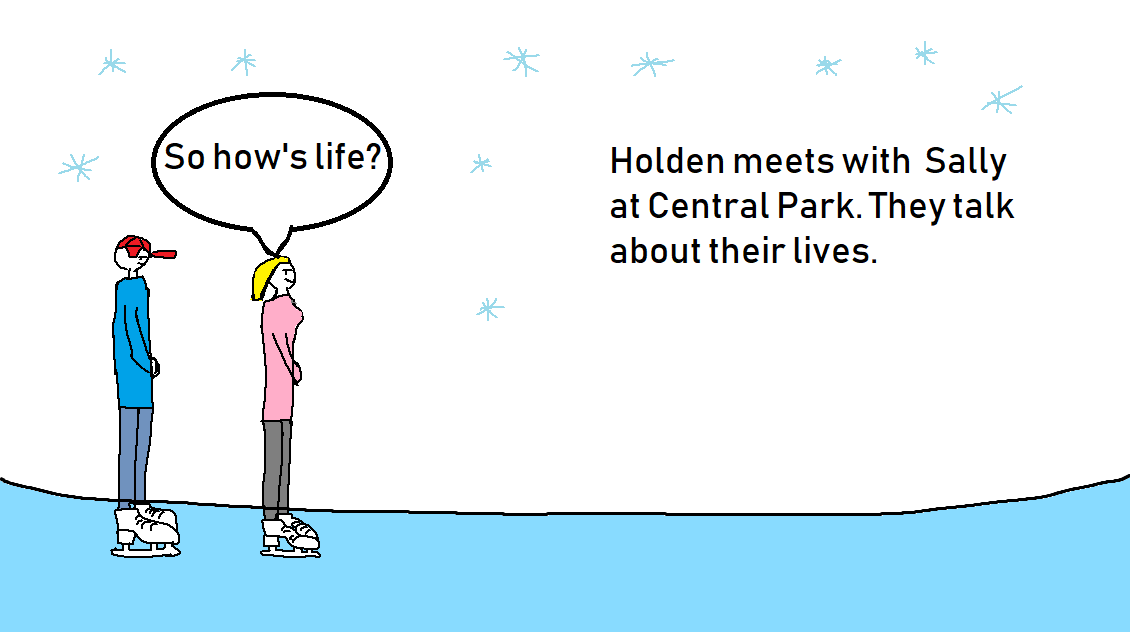 So how's life?
Holden meets with  Sally
at Central Park. They talk
about their lives.